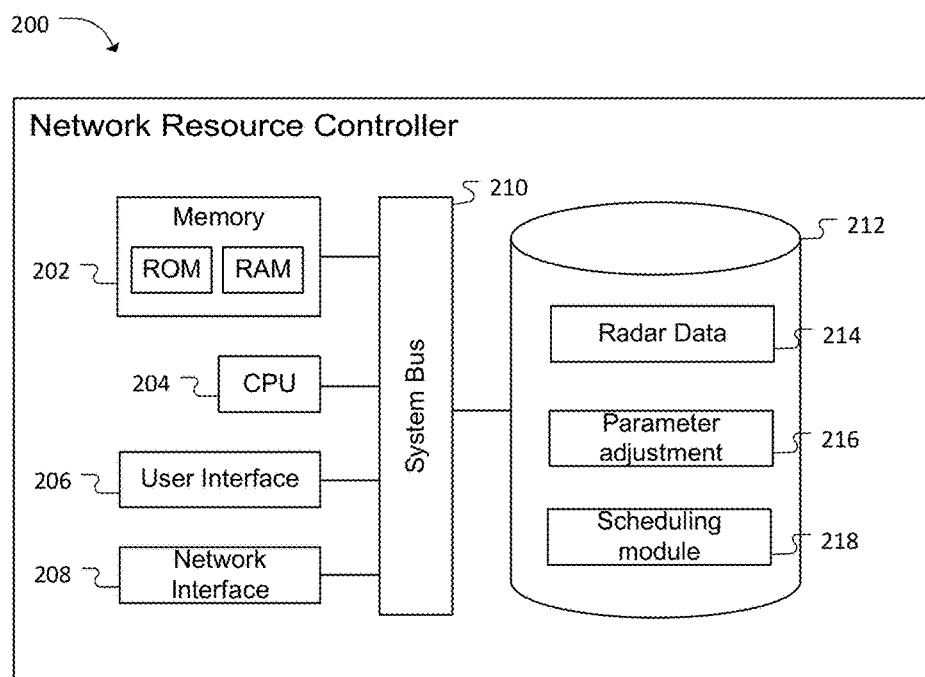 200
Network Resource Controller
210
Memory
212
202
ROM RAM
Radar Data
214
204
CPU
System Bus
Parameter
adjustment
216
206
User Interface
Scheduling
module
218
208
Network
Interface